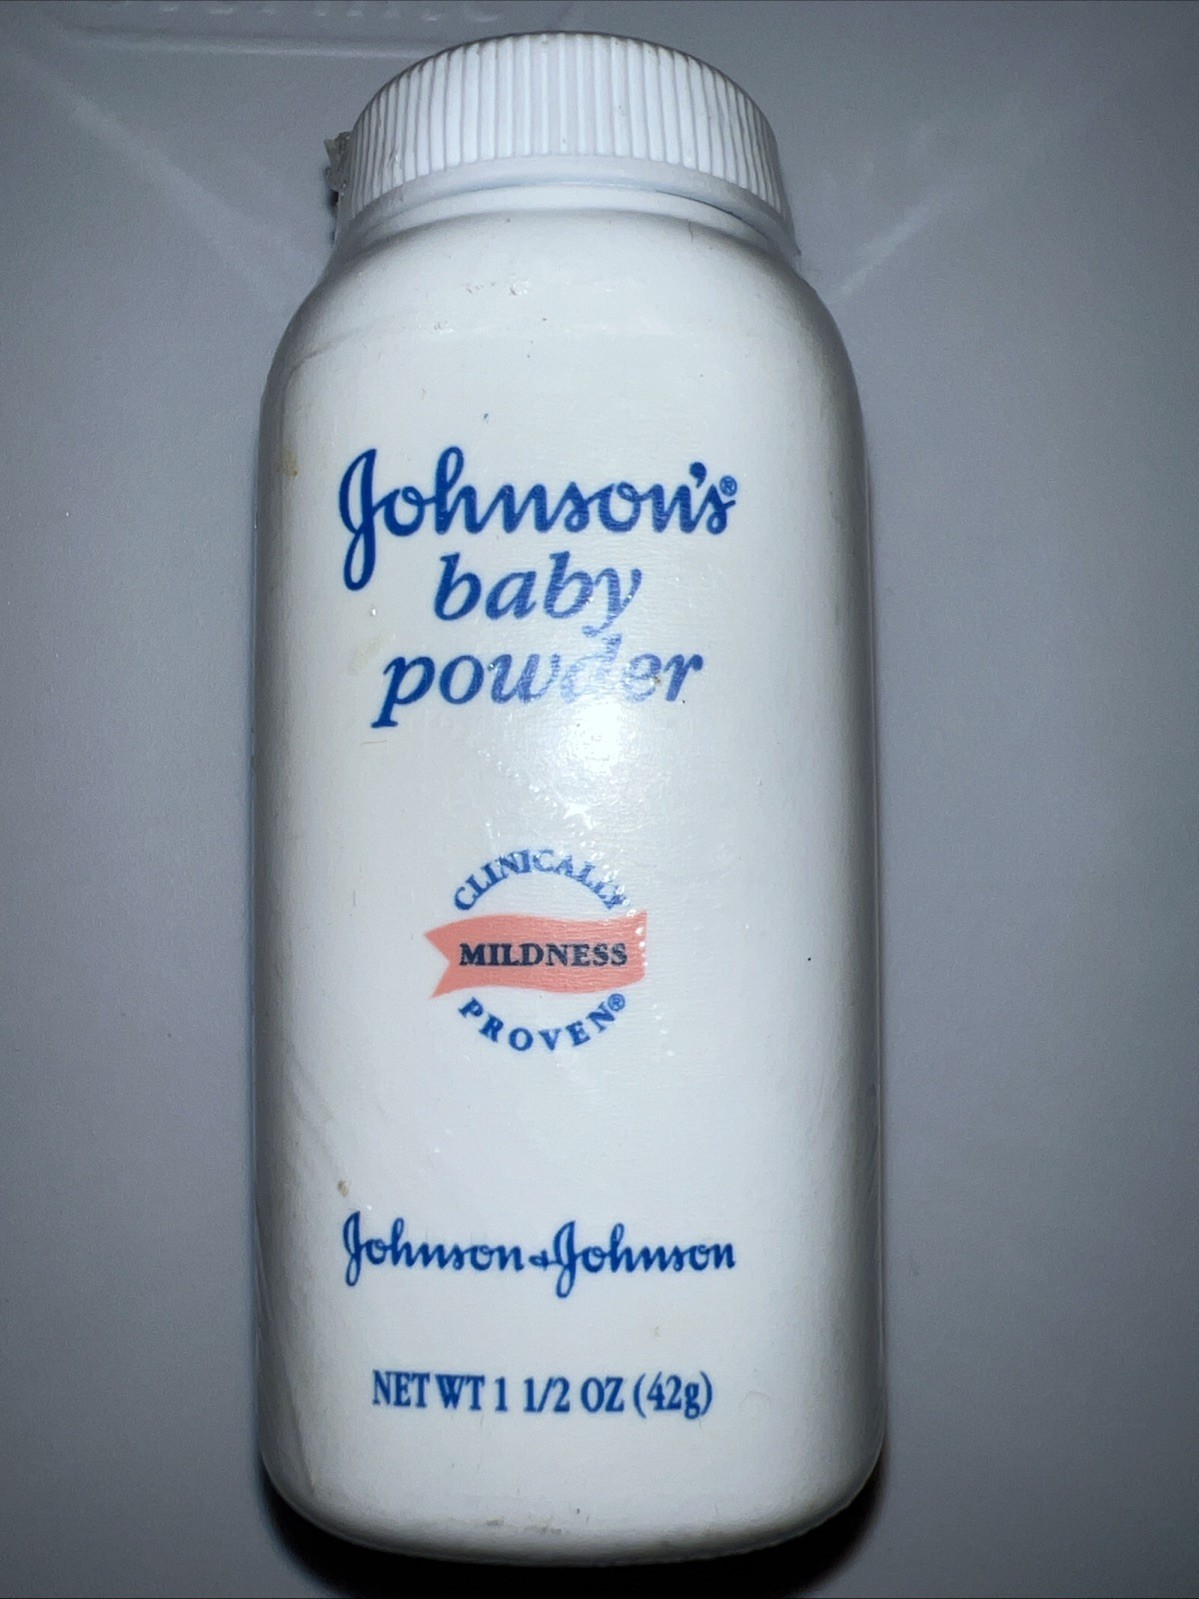 Johnson's®
baby
powder
CLINICALLY
MILDNESS
PROVEN®
Johnson & Johnson
NET WT 1 1/2 OZ (42g)